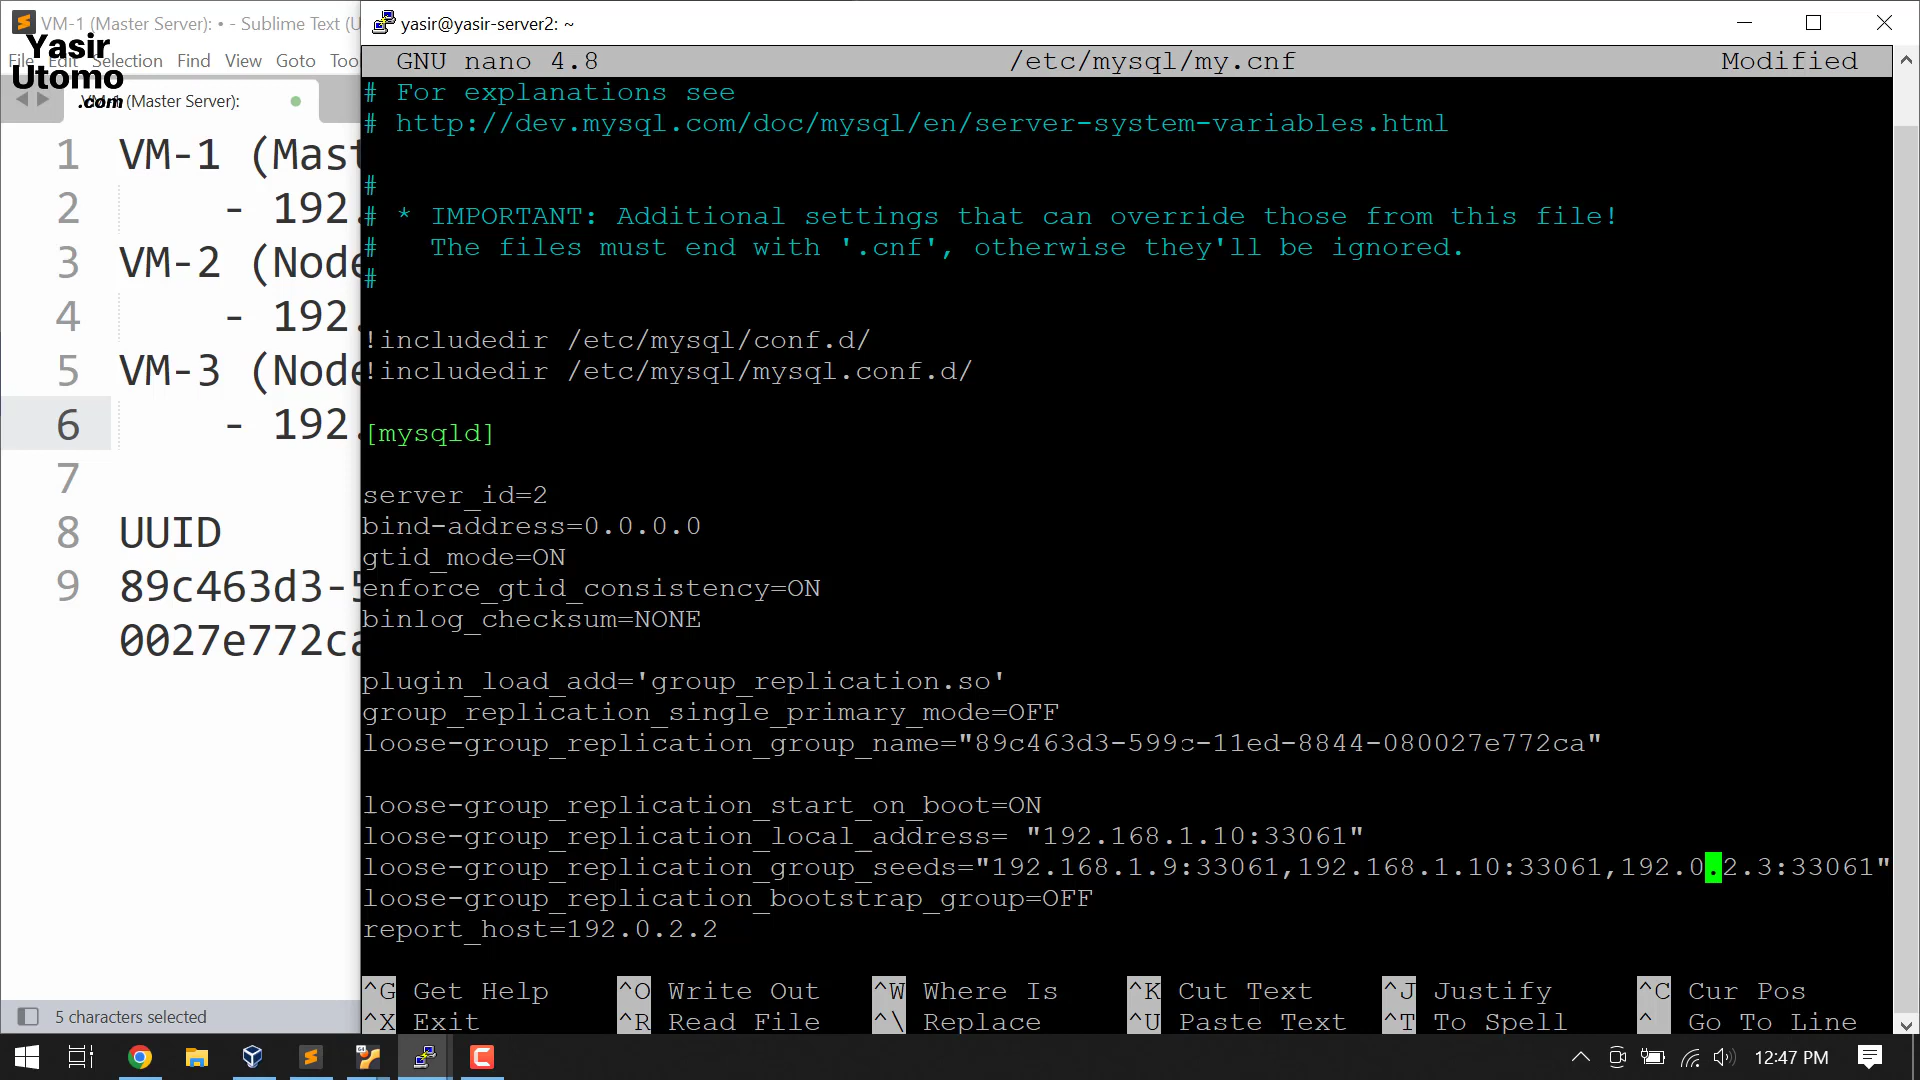 VM-1 (Master Server): • - Sublime Text (U
File Edit Selection Find View Goto Too
Yasir
Utomo
.com
(Master Server):
1 VM-1 (Mast
2 - 192.
3 VM-2 (Node
4 - 192.
5 VM-3 (Node
6 - 192.
7
8 UUID
9 89c463d3-5
0027e772ca
5 characters selected
yasir@yasir-server2: ~
GNU nano 4.8 /etc/mysql/my.cnf Modified
# For explanations see
# http://dev.mysql.com/doc/mysql/en/server-system-variables.html
#
# * IMPORTANT: Additional settings that can override those from this file!
# The files must end with '.cnf', otherwise they'll be ignored.
#
!includedir /etc/mysql/conf.d/
!includedir /etc/mysql/mysql.conf.d/
[mysqld]
server_id=2
bind-address=0.0.0.0
gtid_mode=ON
enforce_gtid_consistency=ON
binlog_checksum=NONE
plugin_load_add='group_replication.so'
group_replication_single_primary_mode=OFF
loose-group_replication_group_name="89c463d3-599c-11ed-8844-080027e772ca"
loose-group_replication_start_on_boot=ON
loose-group_replication_local_address= "192.168.1.10:33061"
loose-group_replication_group_seeds="192.168.1.9:33061,192.168.1.10:33061,192.0.2.3:33061"
loose-group_replication_bootstrap_group=OFF
report_host=192.0.2.2
^G Get Help ^O Write Out ^W Where Is ^K Cut Text ^J Justify ^C Cur Pos
^X Exit ^R Read File ^\ Replace ^U Paste Text ^T To Spell ^_ Go To Line
12:47 PM